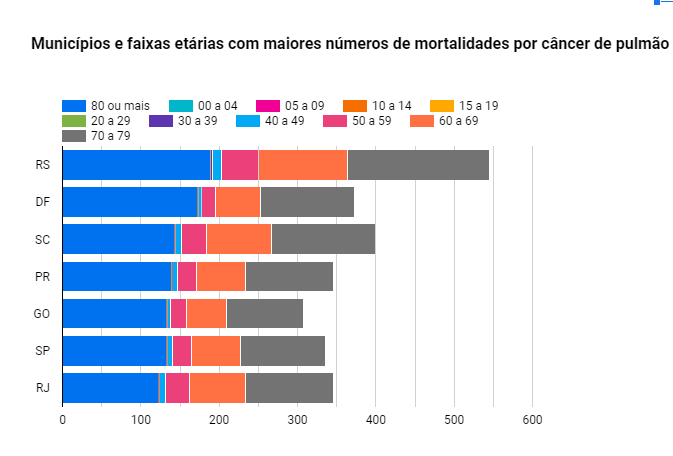 Municípios e faixas etárias com maiores números de mortalidades por câncer de pulmão
80 ou mais 00 a 04 05 a 09 10 a 14 15 a 19
20 a 29 30 a 39 40 a 49 50 a 59 60 a 69
70 a 79
RS
DF
SC
PR
GO
SP
RJ
0 100 200 300 400 500 600